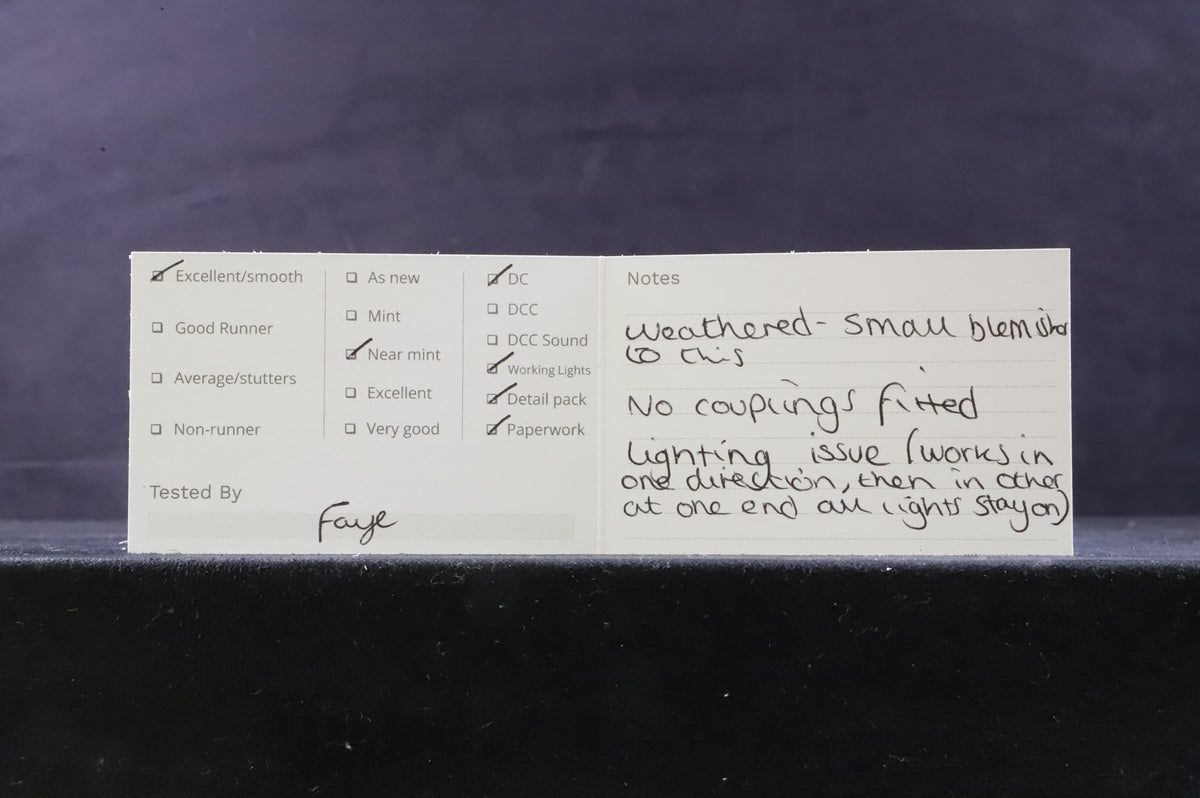 Excellent/smooth
Good Runner
Average/stutters
Non-runner
As new
Mint
Near mint
Excellent
Very good
DC
DCC
DCC Sound
Working Lights
Detail pack
Paperwork
Tested By
Faye
Notes
Weathered - small blemishes
to this
No couplings fitted
Lighting issue (works in
one direction, then in other
at one end all lights stay on)